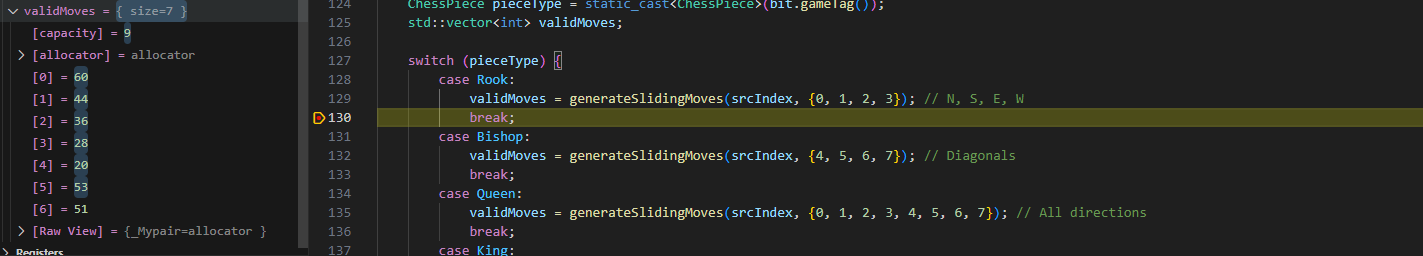 validMoves = { size=7 }
[capacity] = 9
[allocator] = allocator
[0] = 60
[1] = 44
[2] = 36
[3] = 28
[4] = 20
[5] = 53
[6] = 51
[Raw View] = {_Mypair=allocator }
Registers
124 ChessPiece pieceType = static_cast<ChessPiece>(bit.gameTag());
125 std::vector<int> validMoves;
126
127 switch (pieceType) {
128 case Rook:
129 validMoves = generateSlidingMoves(srcIndex, {0, 1, 2, 3}); // N, S, E, W
130 break;
131 case Bishop:
132 validMoves = generateSlidingMoves(srcIndex, {4, 5, 6, 7}); // Diagonals
133 break;
134 case Queen:
135 validMoves = generateSlidingMoves(srcIndex, {0, 1, 2, 3, 4, 5, 6, 7}); // All directions
136 break;
137 case King: